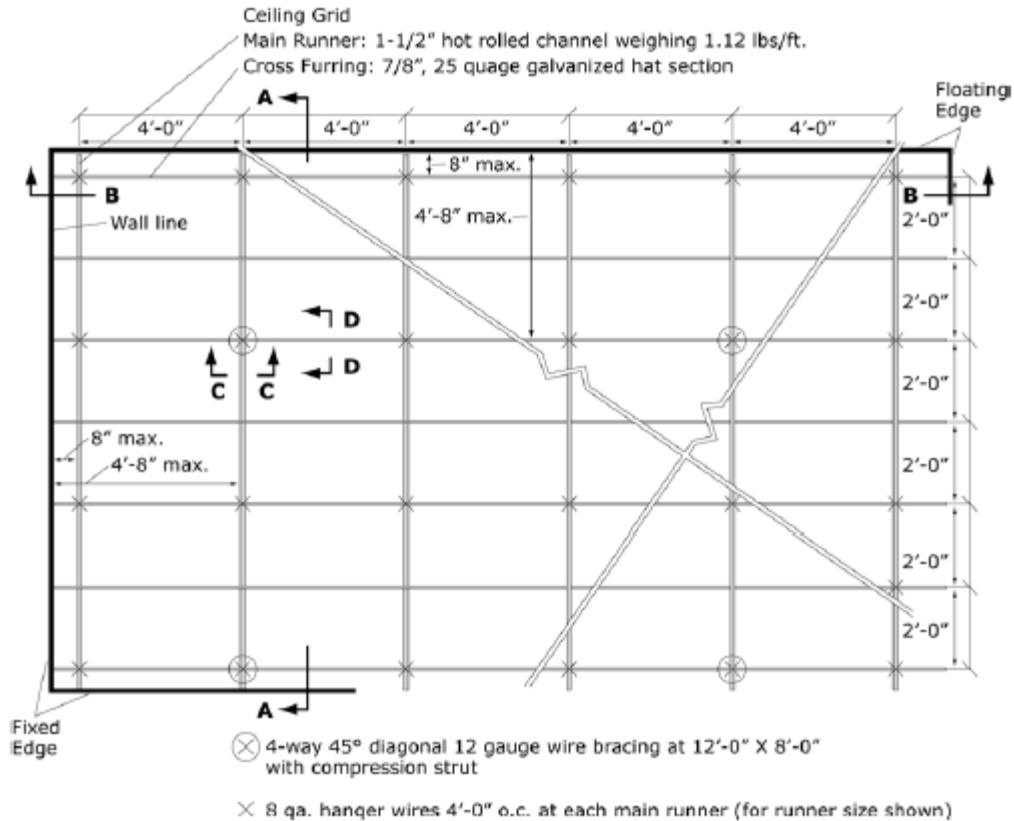 Ceiling Grid
Main Runner: 1-1/2" hot rolled channel weighing 1.12 lbs/ft.
Cross Furring: 7/8", 25 quage galvanized hat section
Floating
Edge
A
4'-0"
4'-0"
4'-0"
4'-0"
4'-0"
8" max.
B
B
Wall line
4'-8" max.
2'-0"
2'-0"
D
D
C
C
2'-0"
8" max.
4'-8" max.
2'-0"
2'-0"
2'-0"
A
Fixed
Edge
4-way 45° diagonal 12 gauge wire bracing at 12'-0" X 8'-0"
with compression strut
8 ga. hanger wires 4'-0" o.c. at each main runner (for runner size shown)